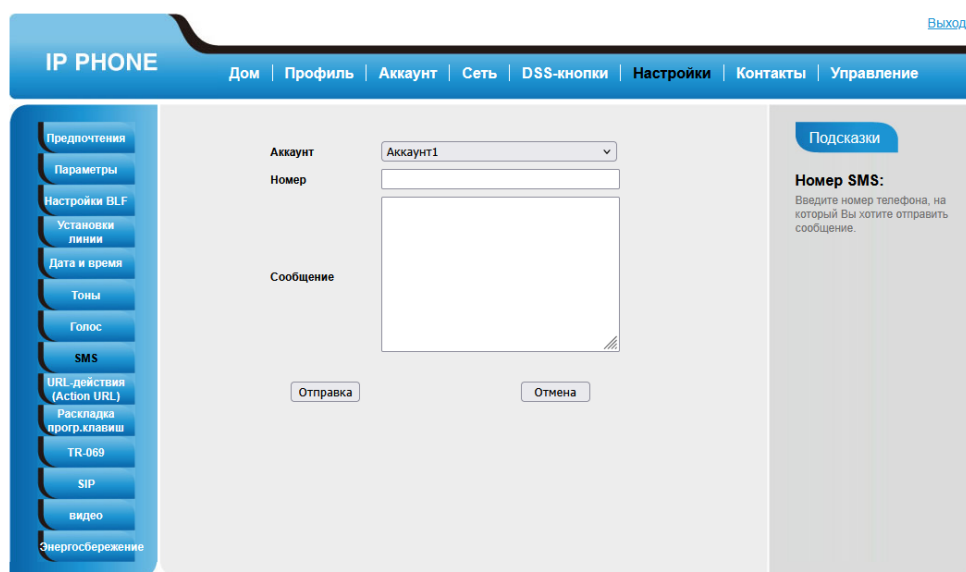 Выход
IP PHONE
Дом | Профиль | Аккаунт | Сеть | DSS-кнопки | Настройки | Контакты | Управление
Предпочтения
Параметры
Настройки BLF
Установки
линии
Дата и время
Тоны
Голос
SMS
URL-действия
(Action URL)
Раскладка
прогр.клавиш
TR-069
SIP
видео
Энергосбережение
Аккаунт
Аккаунт1
Номер
Сообщение
Отправка
Отмена
Подсказки
Номер SMS:
Введите номер телефона, на
который Вы хотите отправить
сообщение.